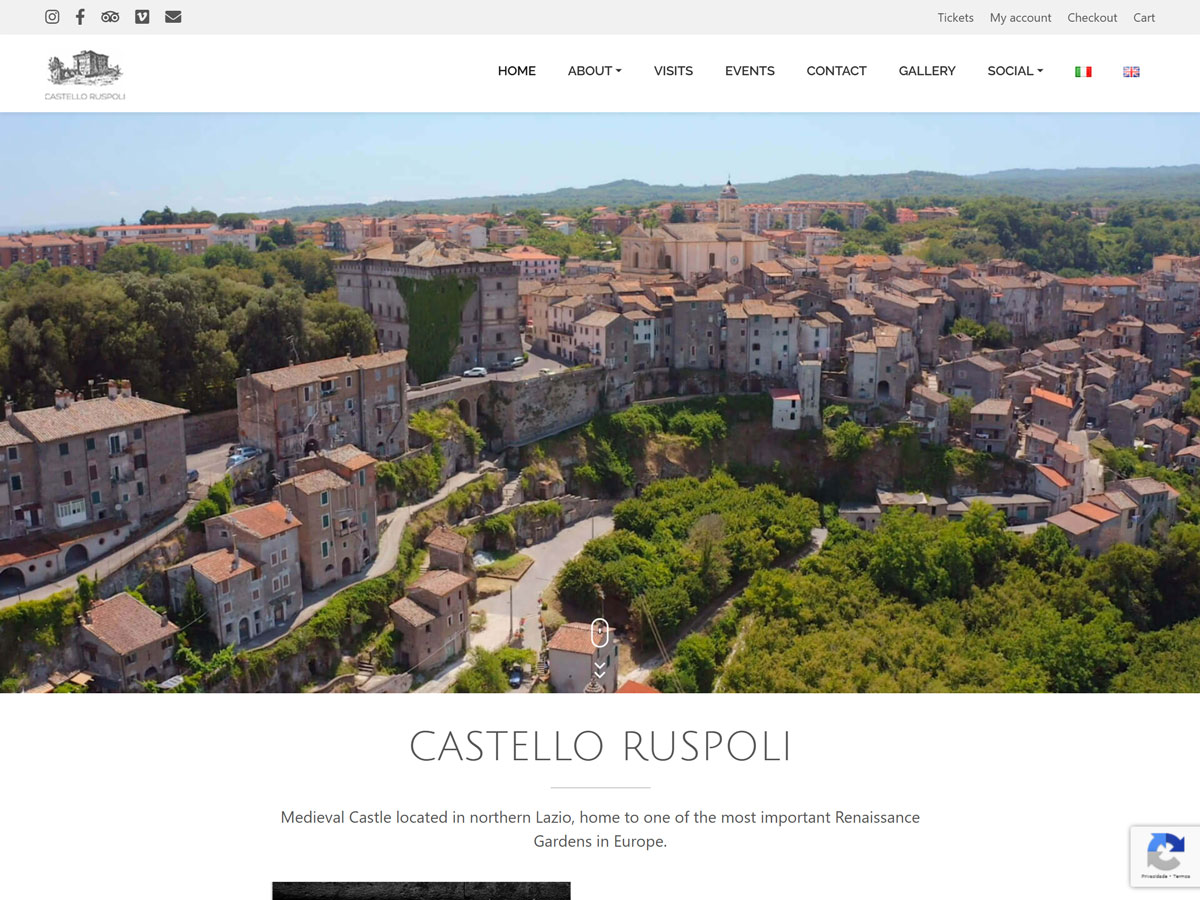 Tickets My account Checkout Cart
CASTELLO RUSPOLI
HOME ABOUT VISITS EVENTS CONTACT GALLERY SOCIAL
CASTELLO RUSPOLI
Medieval Castle located in northern Lazio, home to one of the most important Renaissance
Gardens in Europe.
Privacidade - Termos